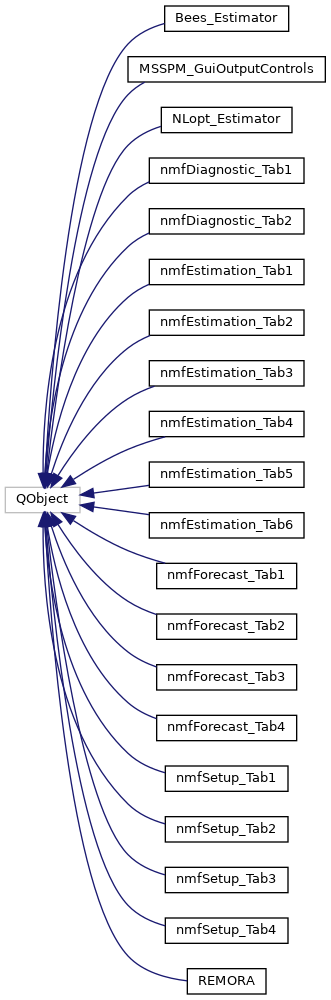 Bees_Estimator
MSSPM_GuiOutputControls
NLopt_Estimator
nmfDiagnostic_Tab1
nmfDiagnostic_Tab2
nmfEstimation_Tab1
nmfEstimation_Tab2
nmfEstimation_Tab3
nmfEstimation_Tab4
nmfEstimation_Tab5
QObject
nmfEstimation_Tab6
nmfForecast_Tab1
nmfForecast_Tab2
nmfForecast_Tab3
nmfForecast_Tab4
nmfSetup_Tab1
nmfSetup_Tab2
nmfSetup_Tab3
nmfSetup_Tab4
REMORA